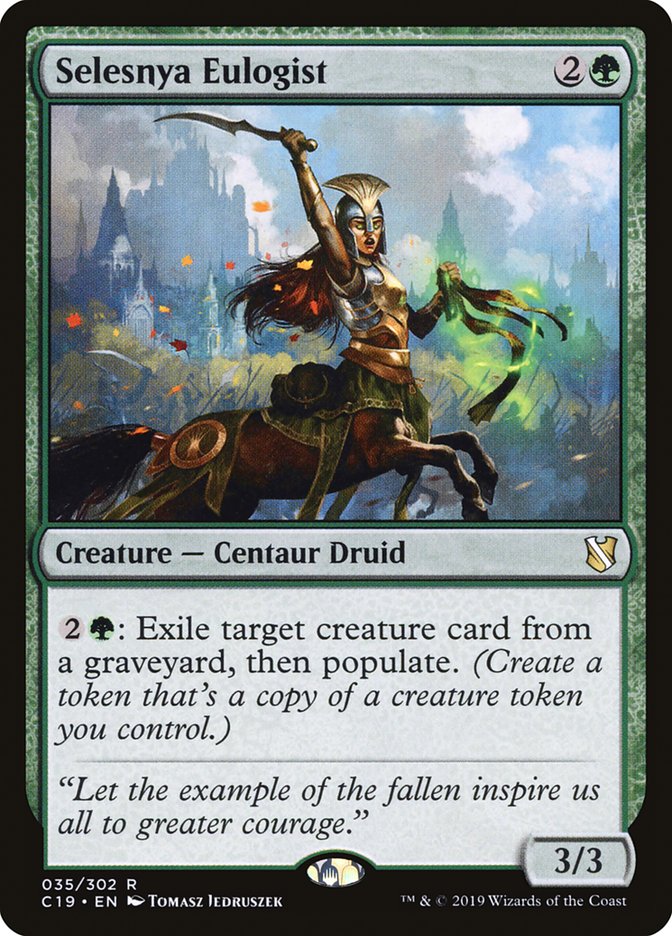 Selesnya Eulogist 2
Creature — Centaur Druid
2 : Exile target creature card from
a graveyard, then populate. (Create a
token that's a copy of a creature token
you control.)
“Let the example of the fallen inspire us
all to greater courage.”
3/3
035/302 R
C19 • EN Tomasz Jedruszek
™ & © 2019 Wizards of the Coast